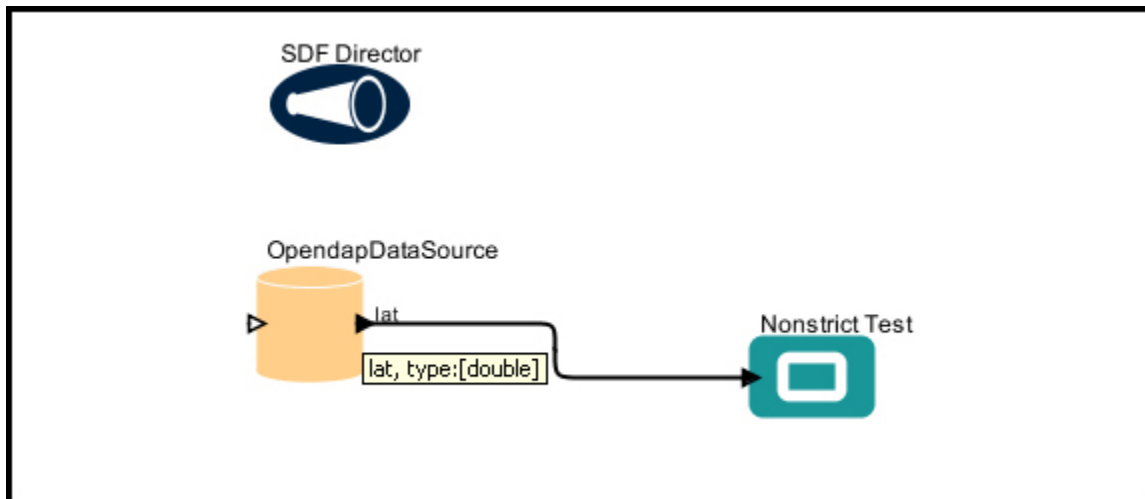 SDF Director
OpendapDataSource
lat
Nonstrict Test
lat, type:[double]